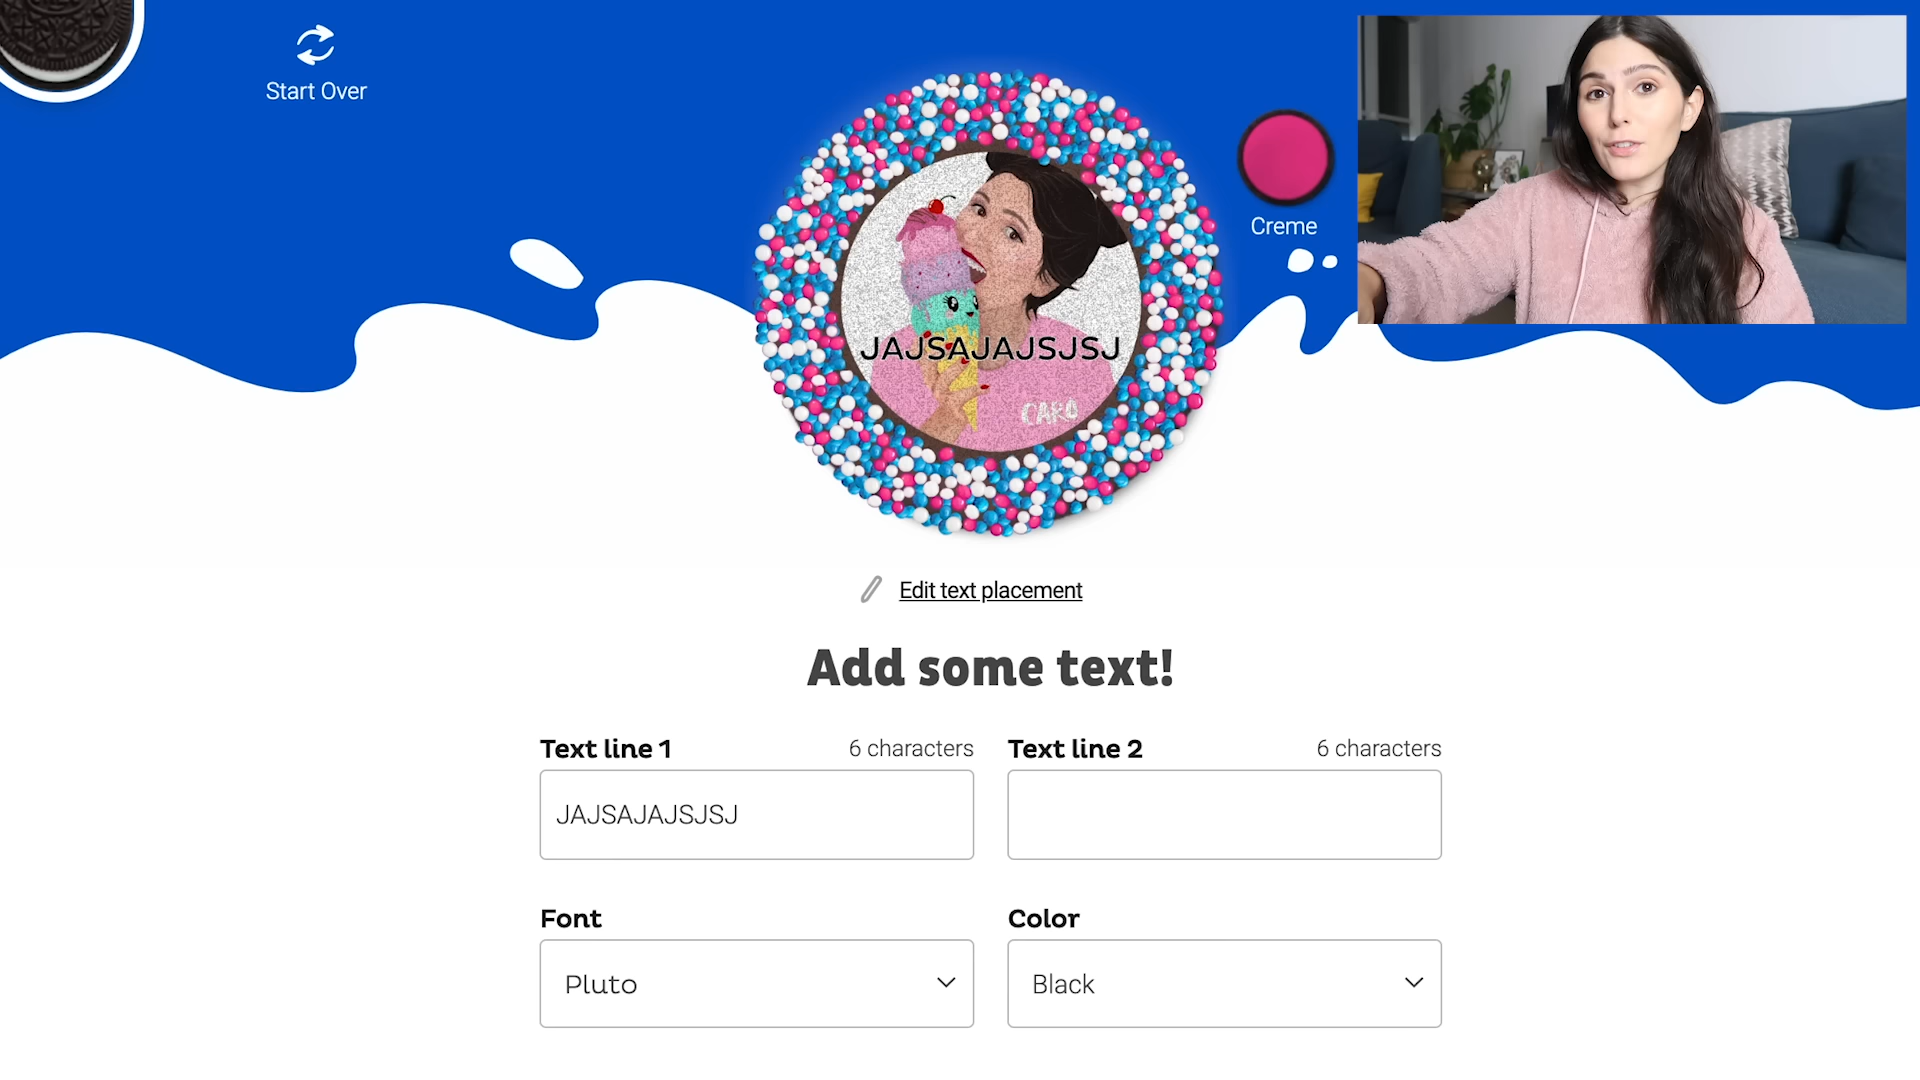 Start Over
Creme
JAJSAJAJSJSJ
CARO
Edit text placement
Add some text!
Text line 1
6 characters
Text line 2
6 characters
JAJSAJAJSJSJ
Font
Color
Pluto
Black